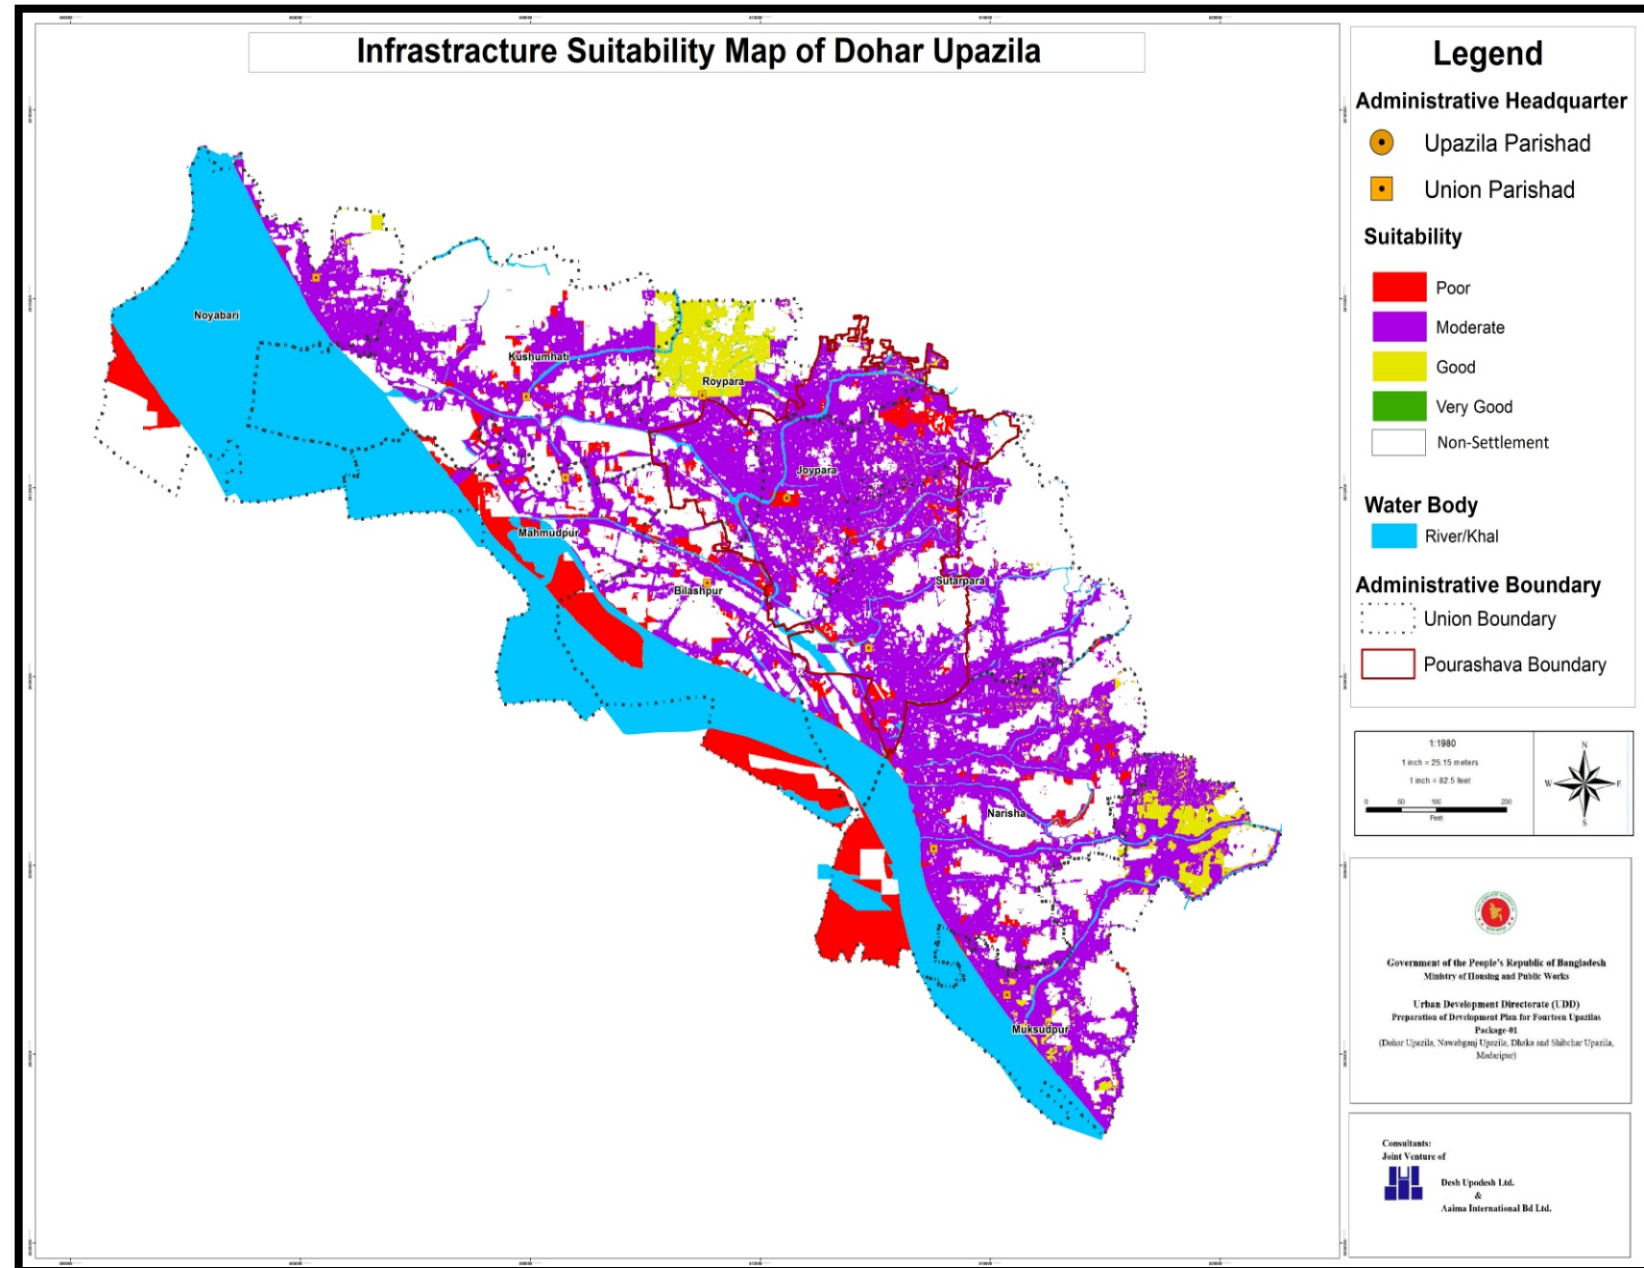 Infrastracture Suitability Map of Dohar Upazila
Noyabari
Kushumhati
Roypara
Joypara
Mahmudpur
Bilashpur
Sutarpara
Narisha
Muksudpur
Legend
Administrative Headquarter
Upazila Parishad
Union Parishad
Suitability
Poor
Moderate
Good
Very Good
Non-Settlement
Water Body
River/Khal
Administrative Boundary
Union Boundary
Pourashava Boundary
1:1980
1 inch = 25.15 meters
1 inch = 82.5 feet
0 50 100 200
Feet
N
W E
S
Government of the People's Republic of Bangladesh
Ministry of Housing and Public Works
Urban Development Directorate (UDD)
Preparation of Development Plan for Fourteen Upazilas
Package-01
(Dohar Upazila, Nawabganj Upazila, Dhaka and Shibchar Upazila,
Madaripur)
Consultants:
Joint Venture of
Desh Upodesh Ltd.
&
Aaima International Bd Ltd.